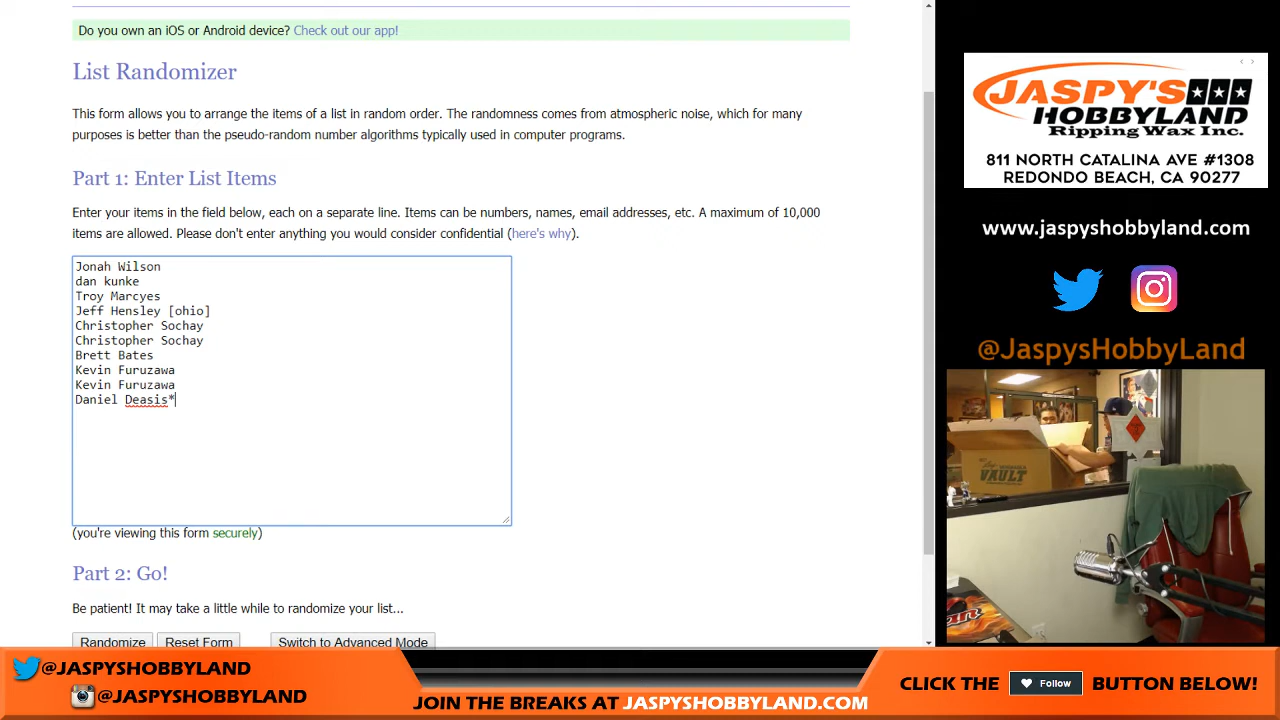 Do you own an iOS or Android device? Check out our app!
List Randomizer
This form allows you to arrange the items of a list in random order. The randomness comes from atmospheric noise, which for many
purposes is better than the pseudo-random number algorithms typically used in computer programs.
Part 1: Enter List Items
Enter your items in the field below, each on a separate line. Items can be numbers, names, email addresses, etc. A maximum of 10,000
items are allowed. Please don't enter anything you would consider confidential (here's why).
Jonah Wilson
dan kunke
Troy Marcyes
Jeff Hensley [ohio]
Christopher Sochay
Christopher Sochay
Brett Bates
Kevin Furuzawa
Kevin Furuzawa
Daniel Deasis*
(you're viewing this form securely)
Part 2: Go!
Be patient! It may take a little while to randomize your list...
Randomize
Reset Form
Switch to Advanced Mode
JASPY'S
HOBBYLAND
Ripping Wax Inc.
811 NORTH CATALINA AVE #1308
REDONDO BEACH, CA 90277
www.jaspyshobbyland.com
@JaspysHobbyLand
VAULT
@JASPYSHOBBYLAND
@JASPYSHOBBYLAND
JOIN THE BREAKS AT JASPYSHOBBYLAND.COM
CLICK THE Follow BUTTON BELOW!